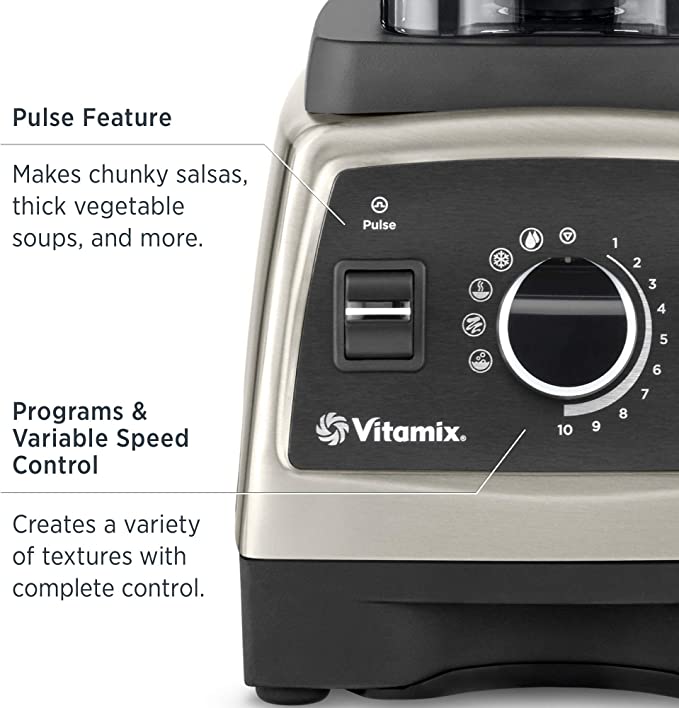 Pulse Feature
Makes chunky salsas,
thick vegetable
soups, and more.
Pulse
1
2
3
4
5
6
7
8
9
10
Vitamix®
Programs &
Variable Speed
Control
Creates a variety
of textures with
complete control.